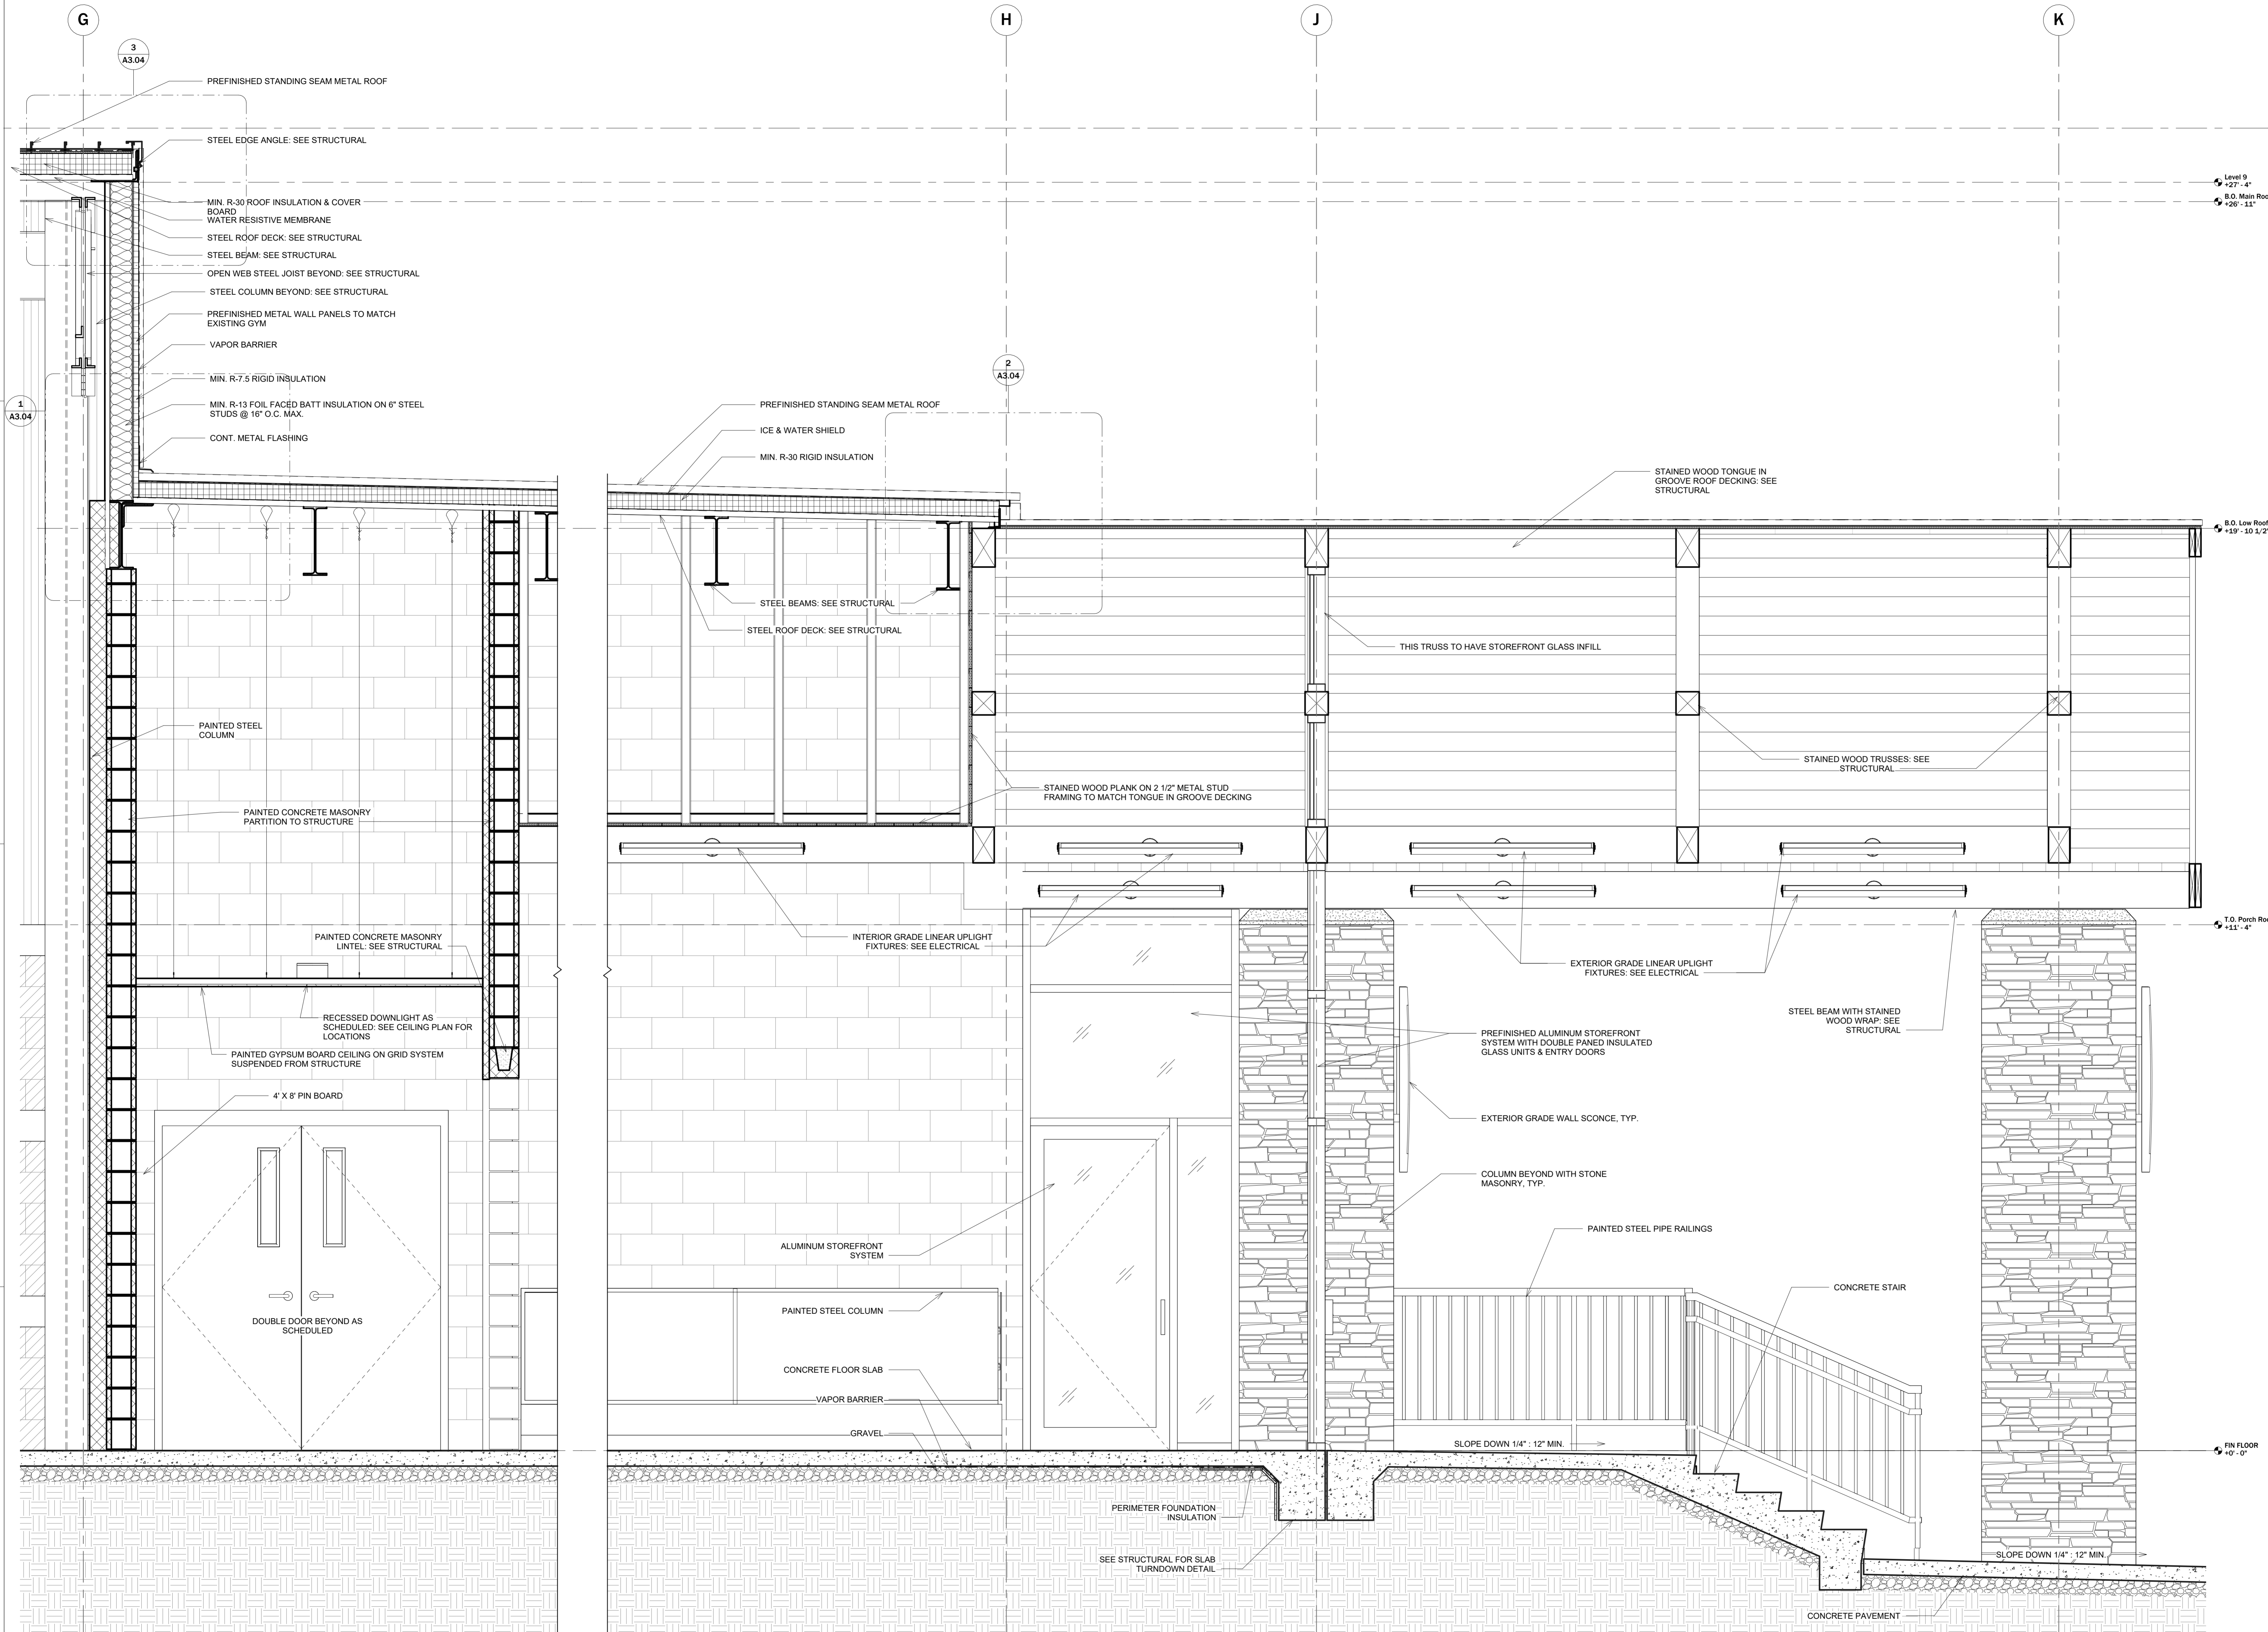 G
H
J
K
3
A3.04
PREFINISHED STANDING SEAM METAL ROOF
STEEL EDGE ANGLE: SEE STRUCTURAL
Level 9
+27' - 4"
B.O. Main Roo
+26' - 11"
MIN. R-30 ROOF INSULATION & COVER
BOARD
WATER RESISTIVE MEMBRANE
STEEL ROOF DECK: SEE STRUCTURAL
STEEL BEAM: SEE STRUCTURAL
OPEN WEB STEEL JOIST BEYOND: SEE STRUCTURAL
STEEL COLUMN BEYOND: SEE STRUCTURAL
PREFINISHED METAL WALL PANELS TO MATCH
EXISTING GYM
VAPOR BARRIER
MIN. R-7.5 RIGID INSULATION
1
A3.04
MIN. R-13 FOIL FACED BATT INSULATION ON 6" STEEL
STUDS @ 16" O.C. MAX.
CONT. METAL FLASHING
2
A3.04
PREFINISHED STANDING SEAM METAL ROOF
ICE & WATER SHIELD
MIN. R-30 RIGID INSULATION
STAINED WOOD TONGUE IN
GROOVE ROOF DECKING: SEE
STRUCTURAL
B.O. Low Roof
+19' - 10 1/2"
STEEL BEAMS: SEE STRUCTURAL
STEEL ROOF DECK: SEE STRUCTURAL
THIS TRUSS TO HAVE STOREFRONT GLASS INFILL
PAINTED STEEL
COLUMN
STAINED WOOD TRUSSES: SEE
STRUCTURAL
STAINED WOOD PLANK ON 2 1/2" METAL STUD
FRAMING TO MATCH TONGUE IN GROOVE DECKING
PAINTED CONCRETE MASONRY
PARTITION TO STRUCTURE
PAINTED CONCRETE MASONRY
LINTEL: SEE STRUCTURAL
INTERIOR GRADE LINEAR UPLIGHT
FIXTURES: SEE ELECTRICAL
EXTERIOR GRADE LINEAR UPLIGHT
FIXTURES: SEE ELECTRICAL
T.O. Porch Roo
+11' - 4"
RECESSED DOWNLIGHT AS
SCHEDULED: SEE CEILING PLAN FOR
LOCATIONS
PAINTED GYPSUM BOARD CEILING ON GRID SYSTEM
SUSPENDED FROM STRUCTURE
STEEL BEAM WITH STAINED
WOOD WRAP: SEE
STRUCTURAL
PREFINISHED ALUMINUM STOREFRONT
SYSTEM WITH DOUBLE PANED INSULATED
GLASS UNITS & ENTRY DOORS
4' X 8' PIN BOARD
EXTERIOR GRADE WALL SCONCE, TYP.
COLUMN BEYOND WITH STONE
MASONRY, TYP.
PAINTED STEEL PIPE RAILINGS
ALUMINUM STOREFRONT
SYSTEM
CONCRETE STAIR
PAINTED STEEL COLUMN
DOUBLE DOOR BEYOND AS
SCHEDULED
CONCRETE FLOOR SLAB
VAPOR BARRIER
GRAVEL
SLOPE DOWN 1/4" : 12" MIN.
FIN FLOOR
+0' - 0"
PERIMETER FOUNDATION
INSULATION
SEE STRUCTURAL FOR SLAB
TURNDOWN DETAIL
SLOPE DOWN 1/4" : 12" MIN.
CONCRETE PAVEMENT